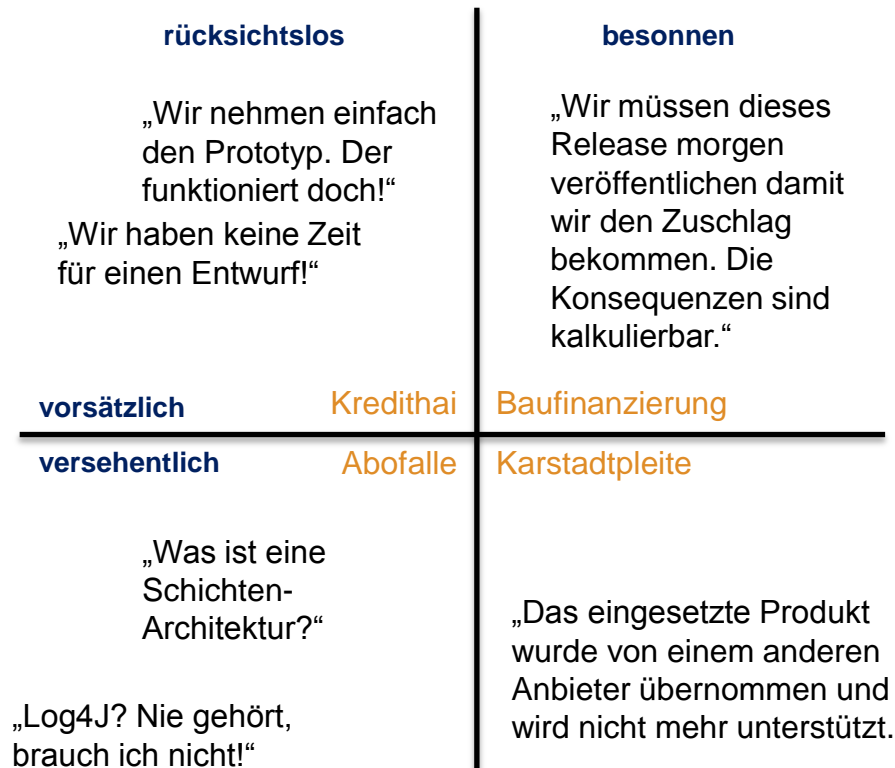 rücksichtslos
besonnen
„Wir nehmen einfach
den Prototyp. Der
funktioniert doch!“
„Wir haben keine Zeit
für einen Entwurf!“
„Wir müssen dieses
Release morgen
veröffentlichen damit
wir den Zuschlag
bekommen. Die
Konsequenzen sind
kalkulierbar.“
vorsätzlich
Kredithai
Baufinanzierung
versehentlich
Abofalle
Karstadtpleite
„Was ist eine
Schichten-
Architektur?“
„Log4J? Nie gehört,
brauch ich nicht!“
„Das eingesetzte Produkt
wurde von einem anderen
Anbieter übernommen und
wird nicht mehr unterstützt.